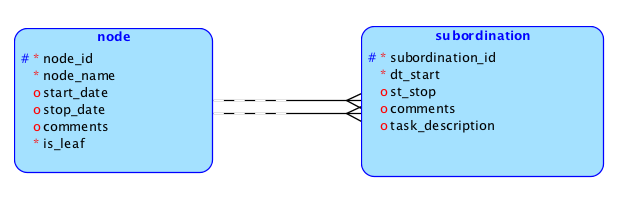 node
# * node_id
* node_name
o start_date
o stop_date
o comments
* is_leaf
subordination
# * subordination_id
* dt_start
o st_stop
o comments
o task_description